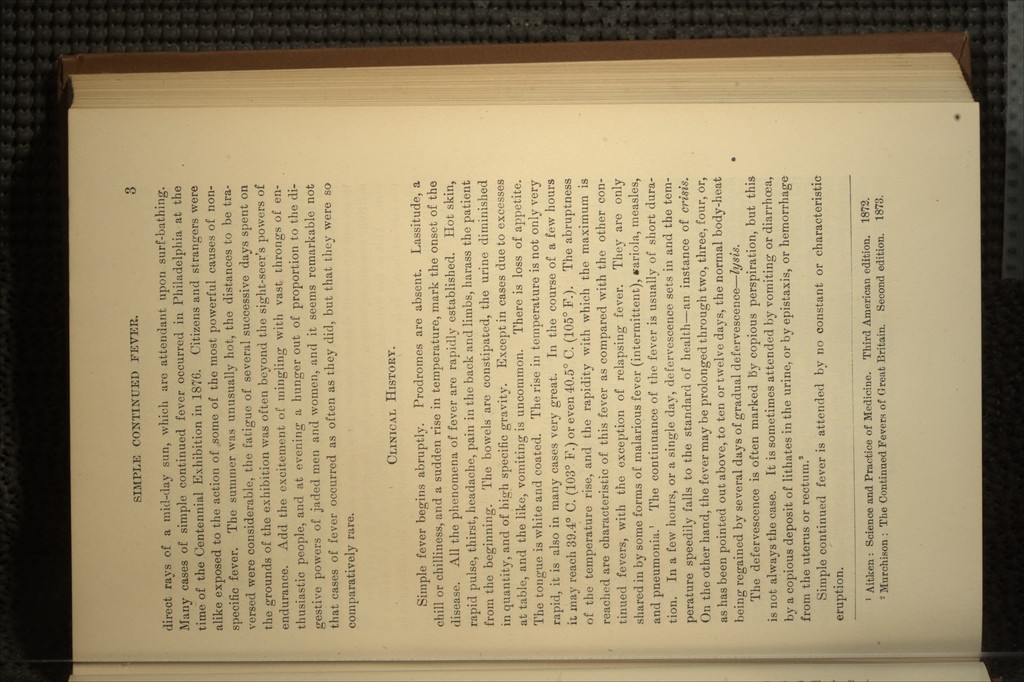 SIMPLE CONTINUED FEVER. 3
direct rays of a mid-day sun, which are attendant upon surf-bathing.
Many cases of simple continued fever occurred in Philadelphia at the
time of the Centennial Exhibition in 1876. Citizens and strangers were
alike exposed to the action of some of the most powerful causes of non-
specific fever. The summer was unusually hot, the distances to be tra-
versed were considerable, the fatigue of several successive days spent on
the grounds of the exhibition was often beyond the sight-seer's powers of
endurance. Add the excitement of mingling with vast throngs of en-
thusiastic people, and at evening a hunger out of proportion to the di-
gestive powers of jaded men and women, and it seems remarkable not
that cases of fever occurred as often as they did, but that they were so
comparatively rare.
CLINICAL HISTORY.
Simple fever begins abruptly. Prodromes are absent. Lassitude, a
chill or chilliness, and a sudden rise in temperature, mark the onset of the
disease. All the phenomena of fever are rapidly established. Hot skin,
rapid pulse, thirst, headache, pain in the back and limbs, harass the patient
from the beginning. The bowels are constipated, the urine diminished
in quantity, and of high specific gravity. Except in cases due to excesses
at table, and the like, vomiting is uncommon. There is loss of appetite.
The tongue is white and coated. The rise in temperature is not only very
rapid, it is also in many cases very great. In the course of a few hours
it may reach 39.4° C. (103° F.) or even 40.5° C. (105° F.). The abruptness
of the temperature rise, and the rapidity with which the maximum is
reached are characteristic of this fever as compared with the other con-
tinued fevers, with the exception of relapsing fever. They are only
shared in by some forms of malarious fever (intermittent), variola, measles,
and pneumonia.¹ The continuance of the fever is usually of short dura-
tion. In a few hours, or a single day, defervescence sets in and the tem-
perature speedily falls to the standard of health—an instance of crisis.
On the other hand, the fever may be prolonged through two, three, four, or,
as has been pointed out above, to ten or twelve days, the normal body-heat
being regained by several days of gradual defervescence—lysis.
The defervescence is often marked by copious perspiration, but this
is not always the case. It is sometimes attended by vomiting or diarrhœa,
by a copious deposit of lithates in the urine, or by epistaxis, or hemorrhage
from the uterus or rectum.²
Simple continued fever is attended by no constant or characteristic
eruption.
¹ Aitken: Science and Practice of Medicine. Third American edition. 1872.
² Murchison: The Continued Fevers of Great Britain. Second edition. 1873.